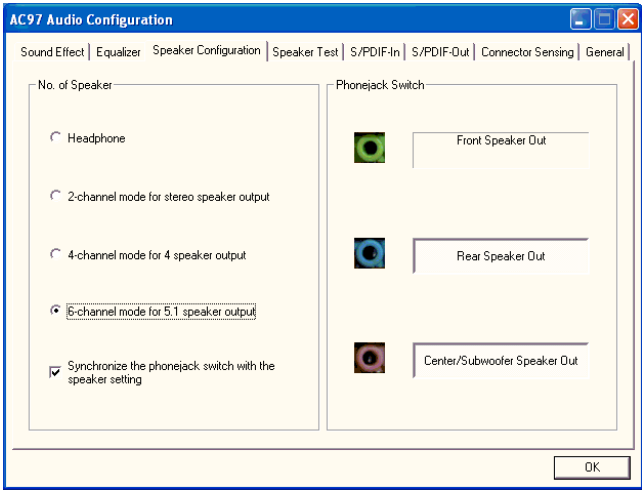 AC97 Audio Configuration
Sound Effect
Equalizer
Speaker Configuration
Speaker Test
S/PDIF-In
S/PDIF-Out
Connector Sensing
General
No. of Speaker
Headphone
2-channel mode for stereo speaker output
4-channel mode for 4 speaker output
6-channel mode for 5.1 speaker output
Synchronize the phonejack switch with the
speaker setting
Phonejack Switch
Front Speaker Out
Rear Speaker Out
Center/Subwoofer Speaker Out
OK